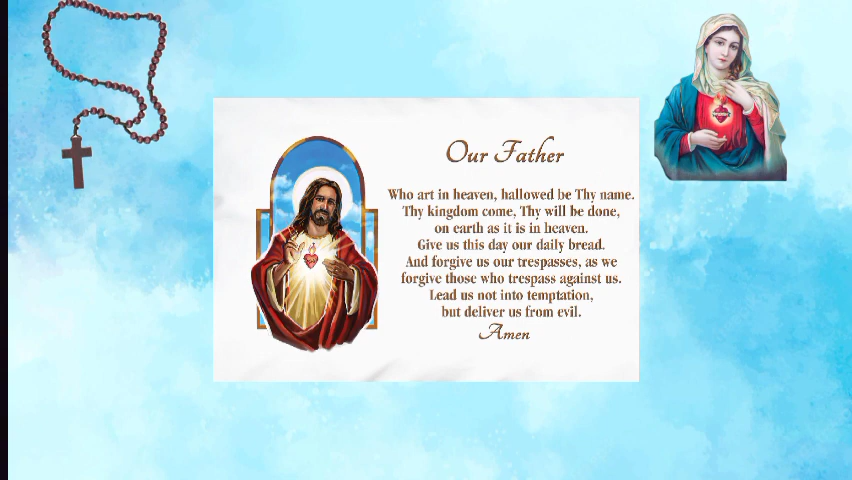 Our Father
Who art in heaven, hallowed be Thy name.
Thy kingdom come, Thy will be done,
on earth as it is in heaven.
Give us this day our daily bread.
And forgive us our trespasses, as we
forgive those who trespass against us.
Lead us not into temptation,
but deliver us from evil.
Amen